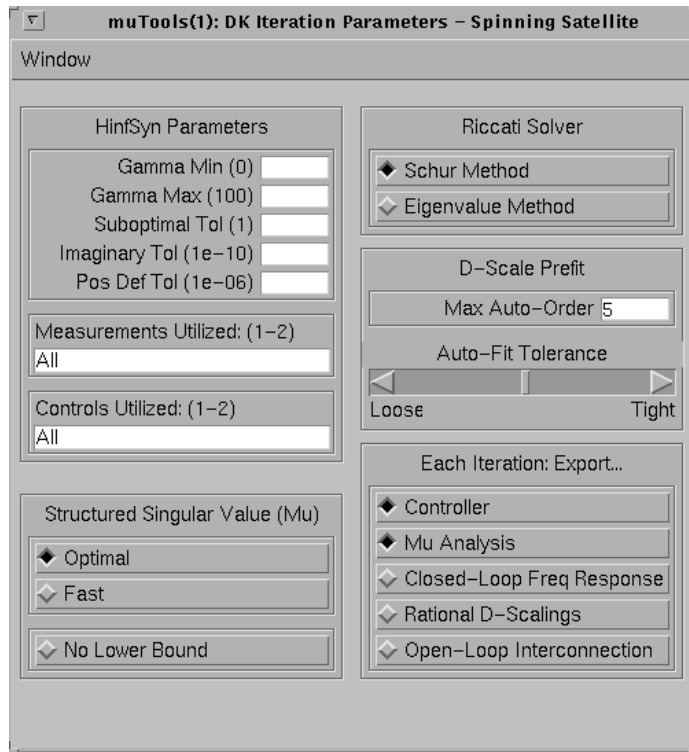 muTools(1): DK Iteration Parameters – Spinning Satellite
Window
HinfSyn Parameters
Gamma Min (0)
Gamma Max (100)
Suboptimal Tol (1)
Imaginary Tol (1e–10)
Pos Def Tol (1e–06)
Measurements Utilized: (1–2)
All
Controls Utilized: (1–2)
All
Structured Singular Value (Mu)
Optimal
Fast
No Lower Bound
Riccati Solver
Schur Method
Eigenvalue Method
D–Scale Prefit
Max Auto–Order 5
Auto–Fit Tolerance
Loose Tight
Each Iteration: Export...
Controller
Mu Analysis
Closed–Loop Freq Response
Rational D–Scalings
Open–Loop Interconnection